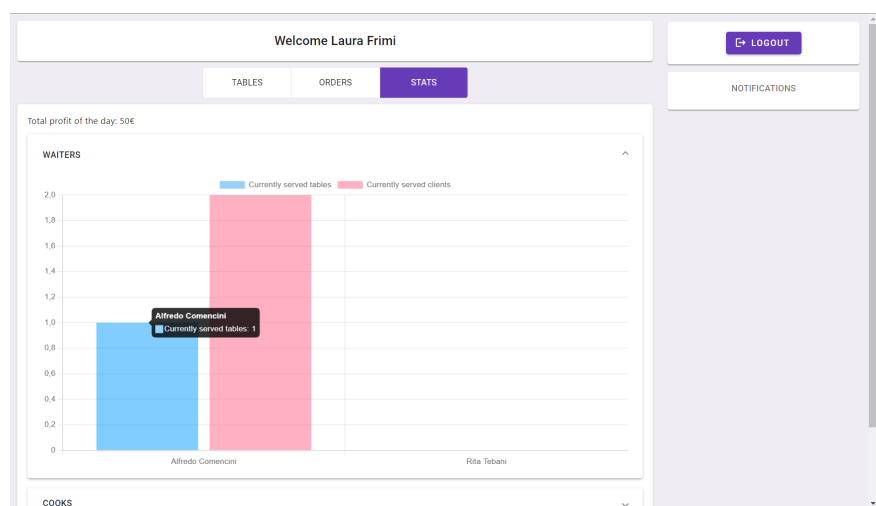 Welcome Laura Frimi
LOGOUT
TABLES ORDERS STATS
NOTIFICATIONS
Total profit of the day: 50€
WAITERS
Currently served tables Currently served clients
2,0
1,8
1,6
1,4
1,2
1,0
0,8
0,6
0,4
0,2
0
Alfredo Comencini
Currently served tables: 1
Alfredo Comencini Rita Tebani
COOKS